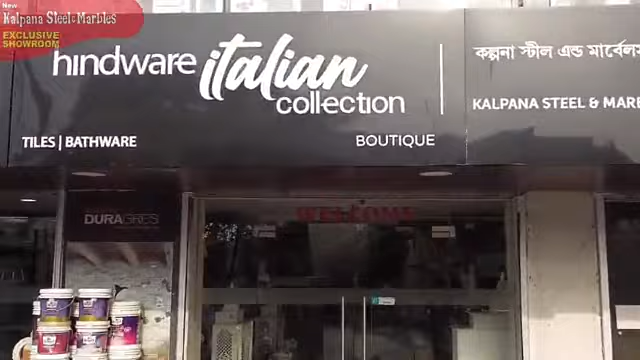 New
Kalpana Steel & Marbles
EXCLUSIVE
SHOWROOM
hindware italian
collection
TILES | BATHWARE
BOUTIQUE
কল্পনা স্টীল এন্ড মার্বেলস
KALPANA STEEL & MARB
DURAGRES
WELCOME